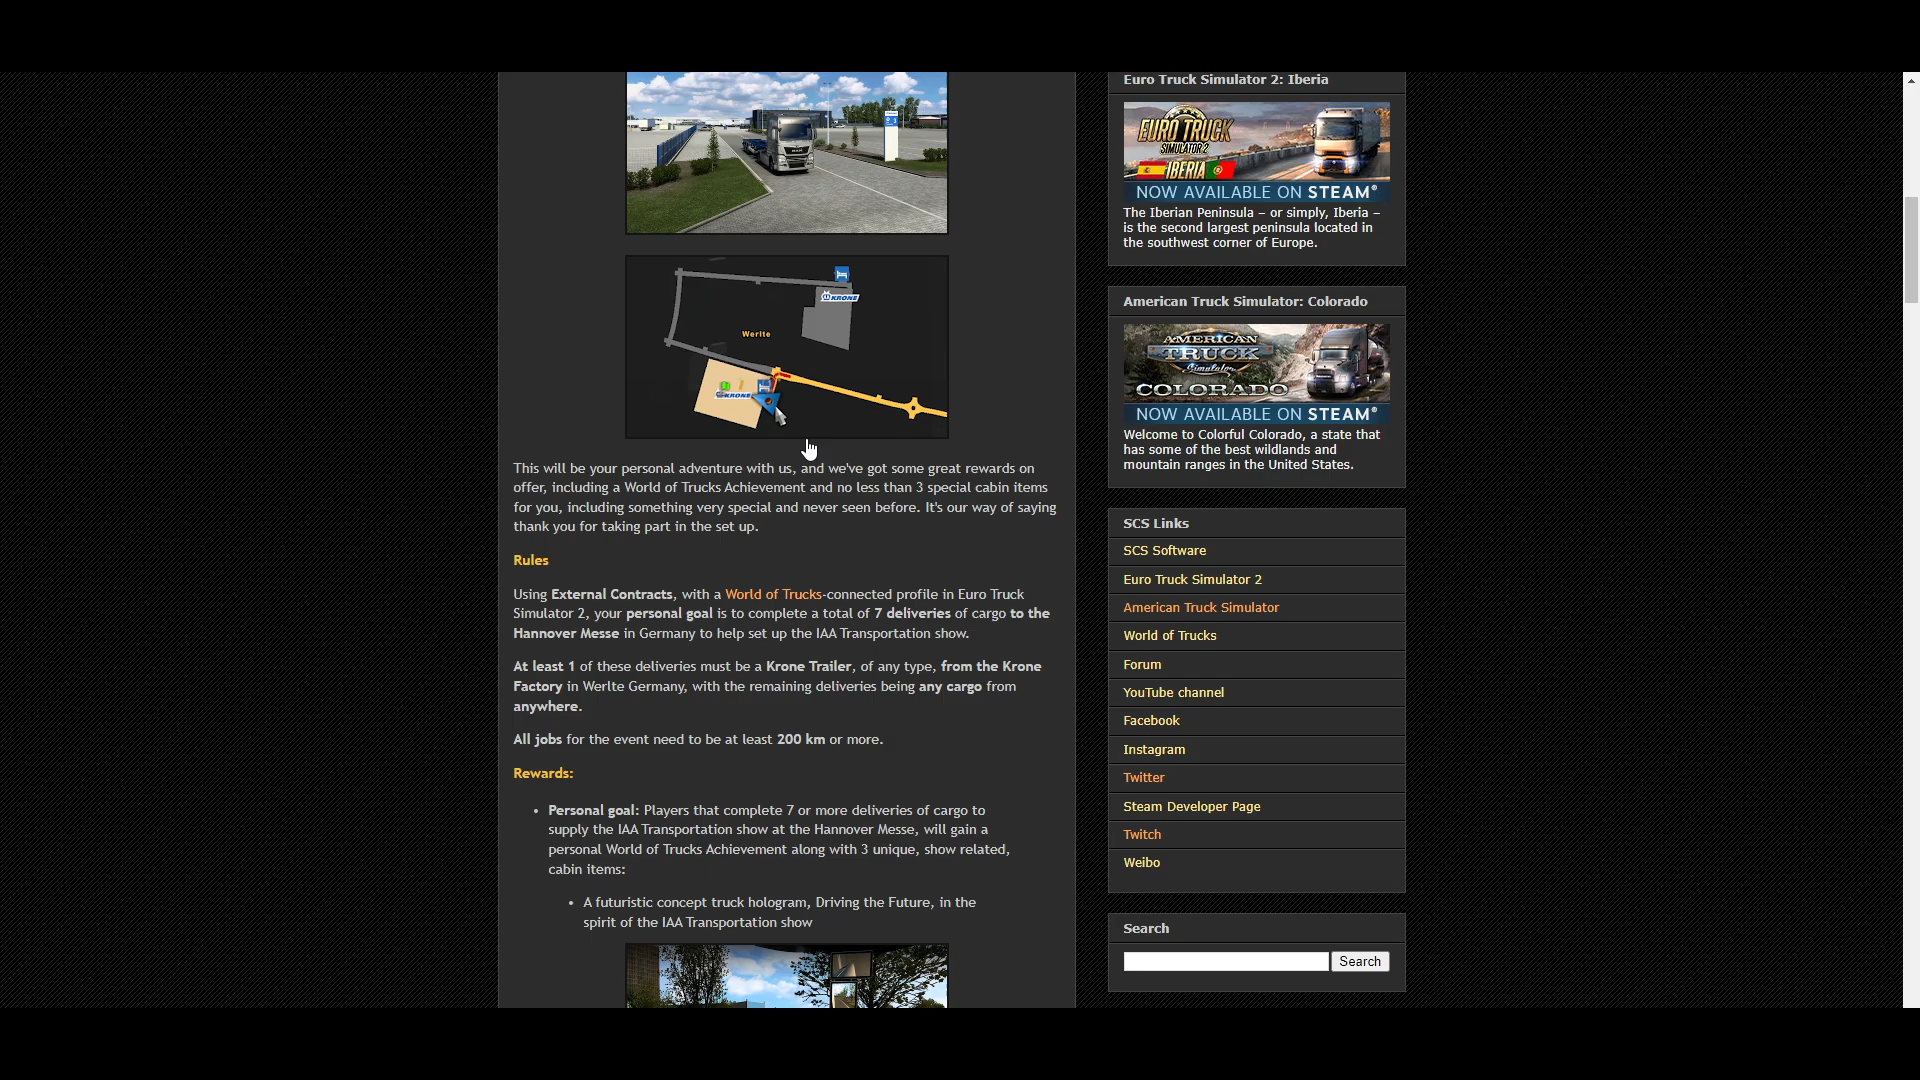 KRONE
Werlte
KRONE
This will be your personal adventure with us, and we've got some great rewards on
offer, including a World of Trucks Achievement and no less than 3 special cabin items
for you, including something very special and never seen before. It's our way of saying
thank you for taking part in the set up.
Rules
Using External Contracts, with a World of Trucks-connected profile in Euro Truck
Simulator 2, your personal goal is to complete a total of 7 deliveries of cargo to the
Hannover Messe in Germany to help set up the IAA Transportation show.
At least 1 of these deliveries must be a Krone Trailer, of any type, from the Krone
Factory in Werlte Germany, with the remaining deliveries being any cargo from
anywhere.
All jobs for the event need to be at least 200 km or more.
Rewards:
• Personal goal: Players that complete 7 or more deliveries of cargo to
supply the IAA Transportation show at the Hannover Messe, will gain a
personal World of Trucks Achievement along with 3 unique, show related,
cabin items:
• A futuristic concept truck hologram, Driving the Future, in the
spirit of the IAA Transportation show
Euro Truck Simulator 2: Iberia
EURO TRUCK
SIMULATOR 2
IBERIA
NOW AVAILABLE ON STEAM®
The Iberian Peninsula – or simply, Iberia –
is the second largest peninsula located in
the southwest corner of Europe.
American Truck Simulator: Colorado
AMERICAN
TRUCK
Simulator
COLORADO
NOW AVAILABLE ON STEAM®
Welcome to Colorful Colorado, a state that
has some of the best wildlands and
mountain ranges in the United States.
SCS Links
SCS Software
Euro Truck Simulator 2
American Truck Simulator
World of Trucks
Forum
YouTube channel
Facebook
Instagram
Twitter
Steam Developer Page
Twitch
Weibo
Search
Search